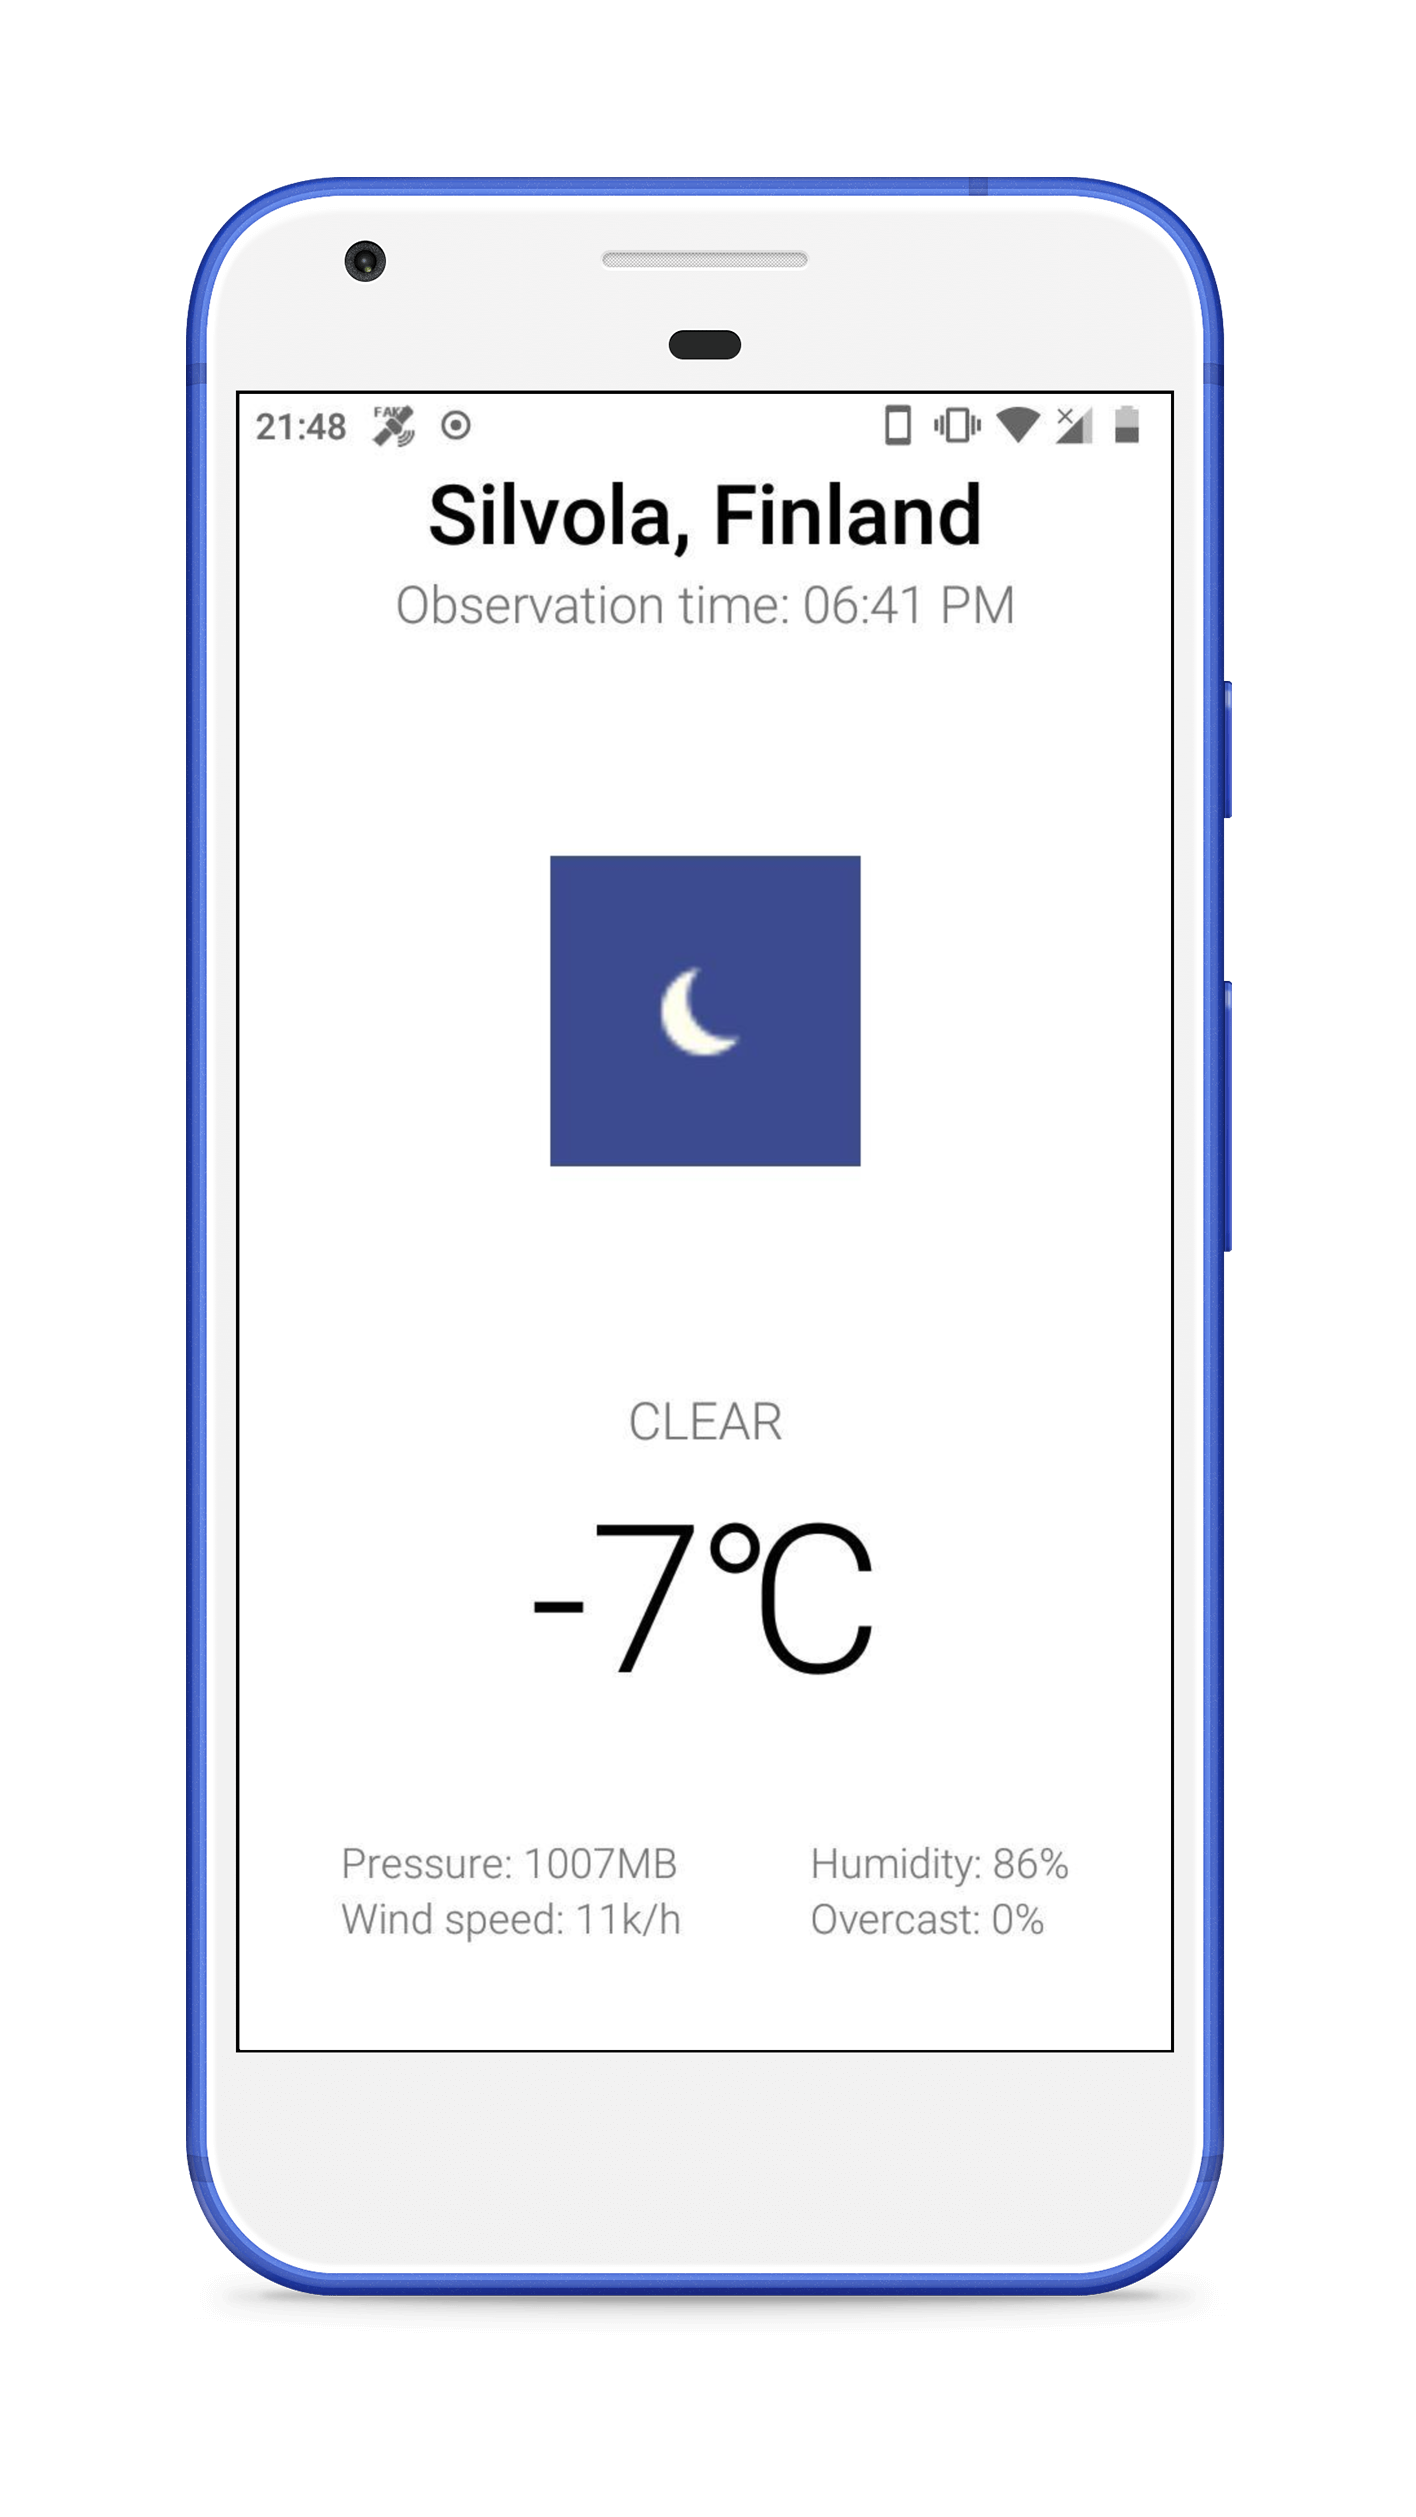 21:48 FAKE
Silvola, Finland
Observation time: 06:41 PM
CLEAR
-7°C
Pressure: 1007MB Humidity: 86%
Wind speed: 11k/h Overcast: 0%